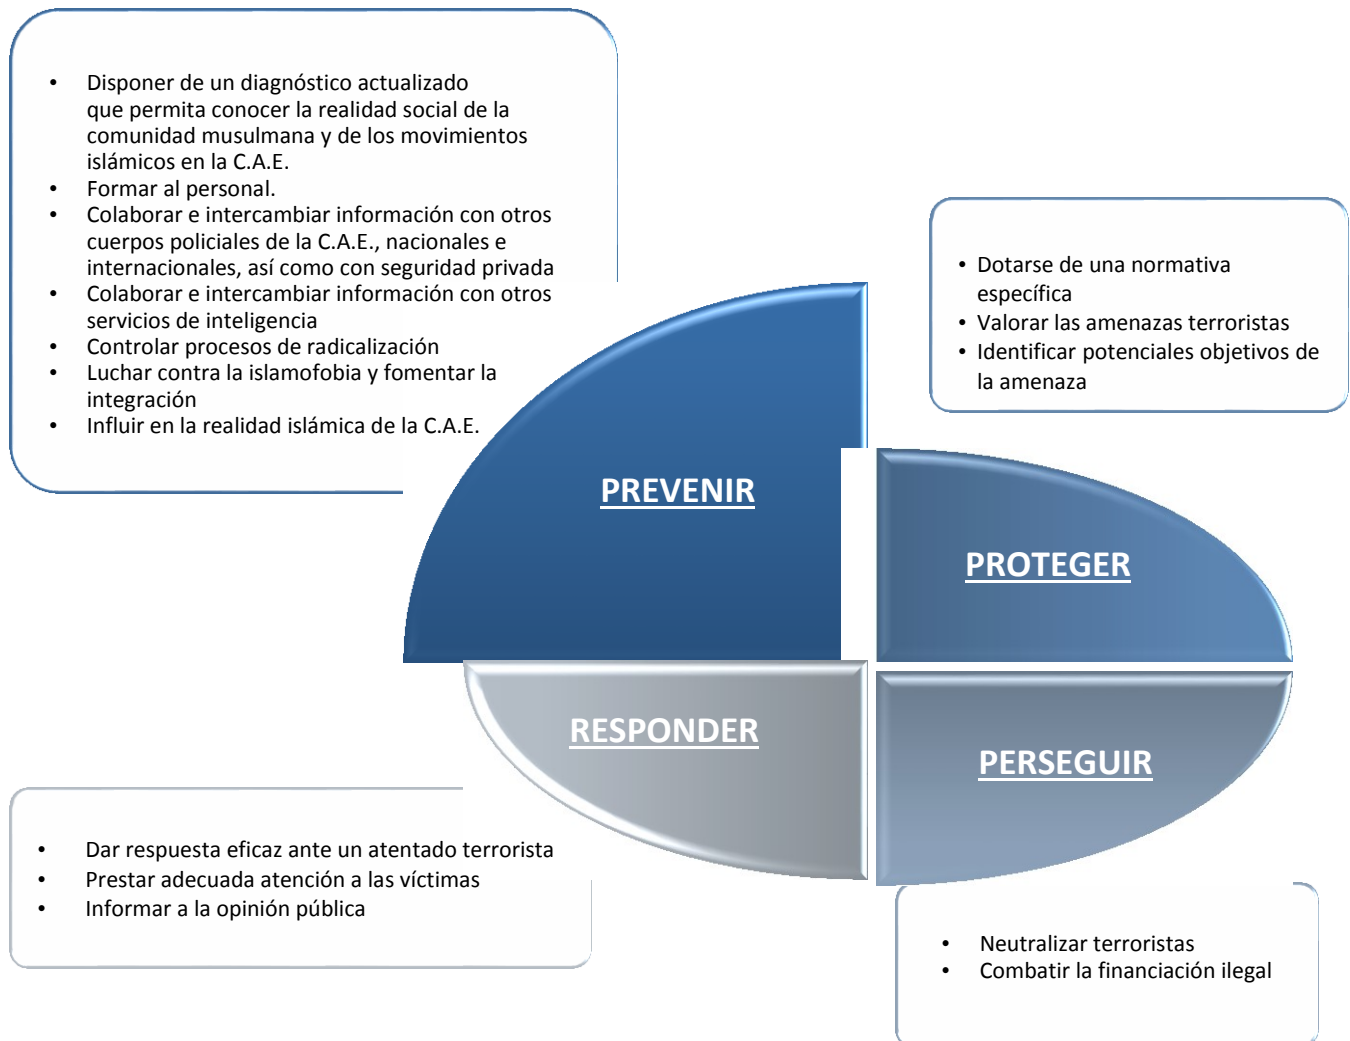 • Disponer de un diagnóstico actualizado
que permita conocer la realidad social de la
comunidad musulmana y de los movimientos
islámicos en la C.A.E.
• Formar al personal.
• Colaborar e intercambiar información con otros
cuerpos policiales de la C.A.E., nacionales e
internacionales, así como con seguridad privada
• Colaborar e intercambiar información con otros
servicios de inteligencia
• Controlar procesos de radicalización
• Luchar contra la islamofobia y fomentar la
integración
• Influir en la realidad islámica de la C.A.E.
• Dotarse de una normativa
específica
• Valorar las amenazas terroristas
• Identificar potenciales objetivos de
la amenaza
PREVENIR
PROTEGER
RESPONDER
PERSEGUIR
• Dar respuesta eficaz ante un atentado terrorista
• Prestar adecuada atención a las víctimas
• Informar a la opinión pública
• Neutralizar terroristas
• Combatir la financiación ilegal